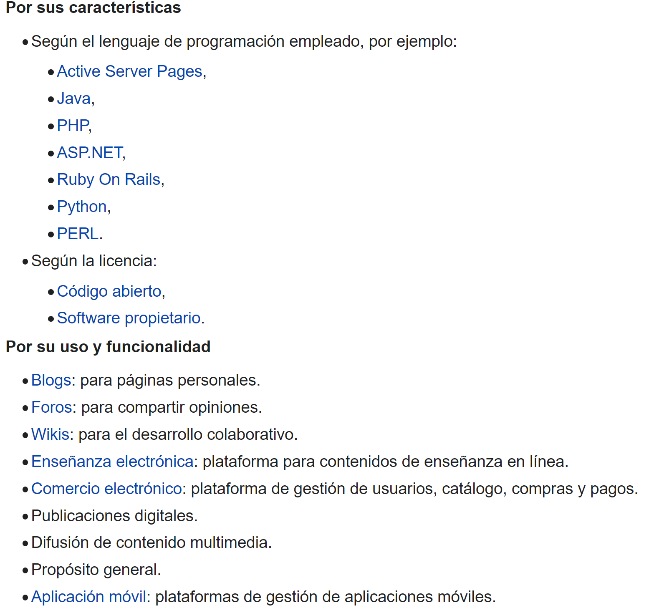 Por sus características
• Según el lenguaje de programación empleado, por ejemplo:
• Active Server Pages,
• Java,
• PHP,
• ASP.NET,
• Ruby On Rails,
• Python,
• PERL.
• Según la licencia:
• Código abierto,
• Software propietario.
Por su uso y funcionalidad
• Blogs: para páginas personales.
• Foros: para compartir opiniones.
• Wikis: para el desarrollo colaborativo.
• Enseñanza electrónica: plataforma para contenidos de enseñanza en línea.
• Comercio electrónico: plataforma de gestión de usuarios, catálogo, compras y pagos.
• Publicaciones digitales.
• Difusión de contenido multimedia.
• Propósito general.
• Aplicación móvil: plataformas de gestión de aplicaciones móviles.